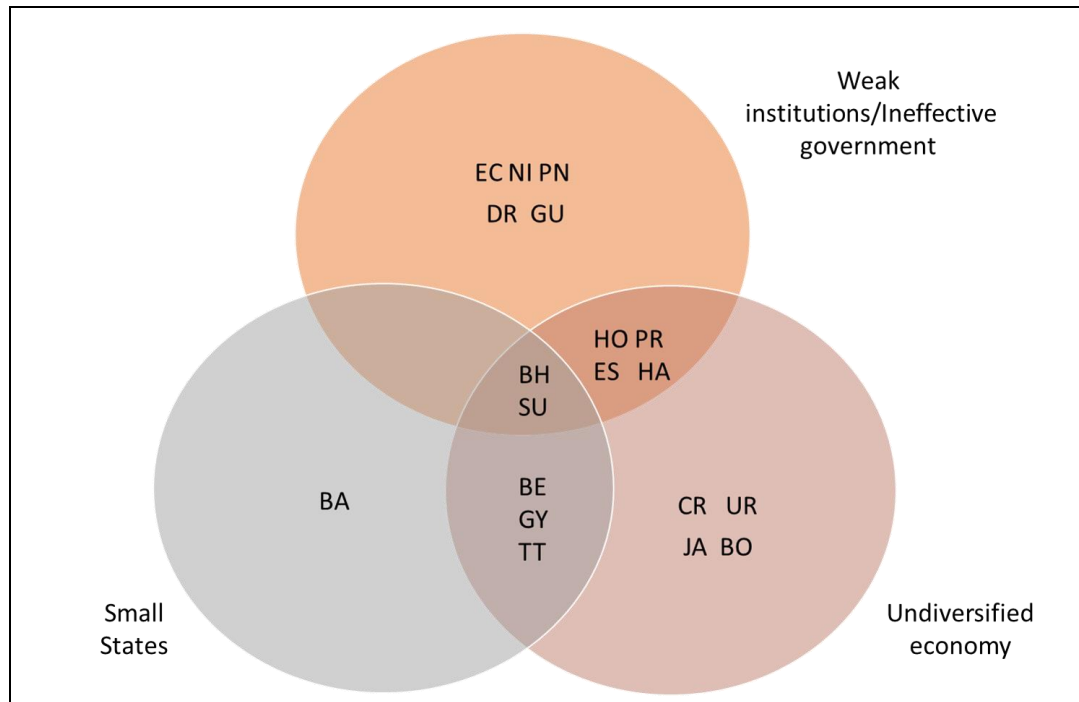 Weak
institutions/Ineffective
government
EC NI PN
DR GU
HO PR
ES HA
BH
SU
BA
BE
GY
TT
CR UR
JA BO
Small
States
Undiversified
economy